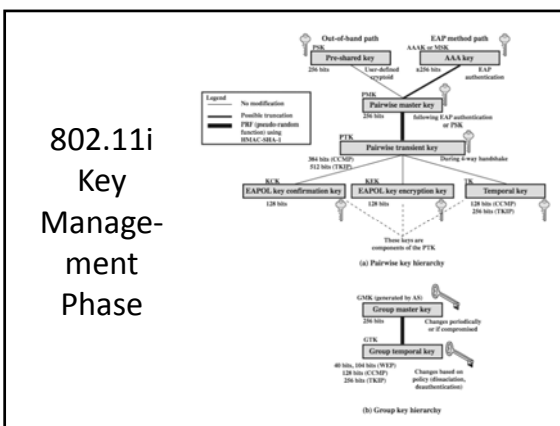 802.11i
Key
Manage-
ment
Phase
Out-of-band path
EAP method path
PSK
AAAK or MSK
Pre-shared key
AAA key
256 bits
User-defined
cryptoid
≥256 bits
EAP
authentication
Legend
No modification
Possible truncation
PRF (pseudo-random
function) using
HMAC-SHA-1
PMK
Pairwise master key
256 bits
following EAP authentication
or PSK
PTK
Pairwise transient key
384 bits (CCMP)
512 bits (TKIP)
During 4-way handshake
KCK
KEK
TK
EAPOL key confirmation key
EAPOL key encryption key
Temporal key
128 bits
128 bits
128 bits (CCMP)
256 bits (TKIP)
These keys are
components of the PTK
(a) Pairwise key hierarchy
GMK (generated by AS)
Group master key
256 bits
Changes periodically
or if compromised
GTK
Group temporal key
40 bits, 104 bits (WEP)
128 bits (CCMP)
256 bits (TKIP)
Changes based on
policy (disassociation,
deauthentication)
(b) Group key hierarchy